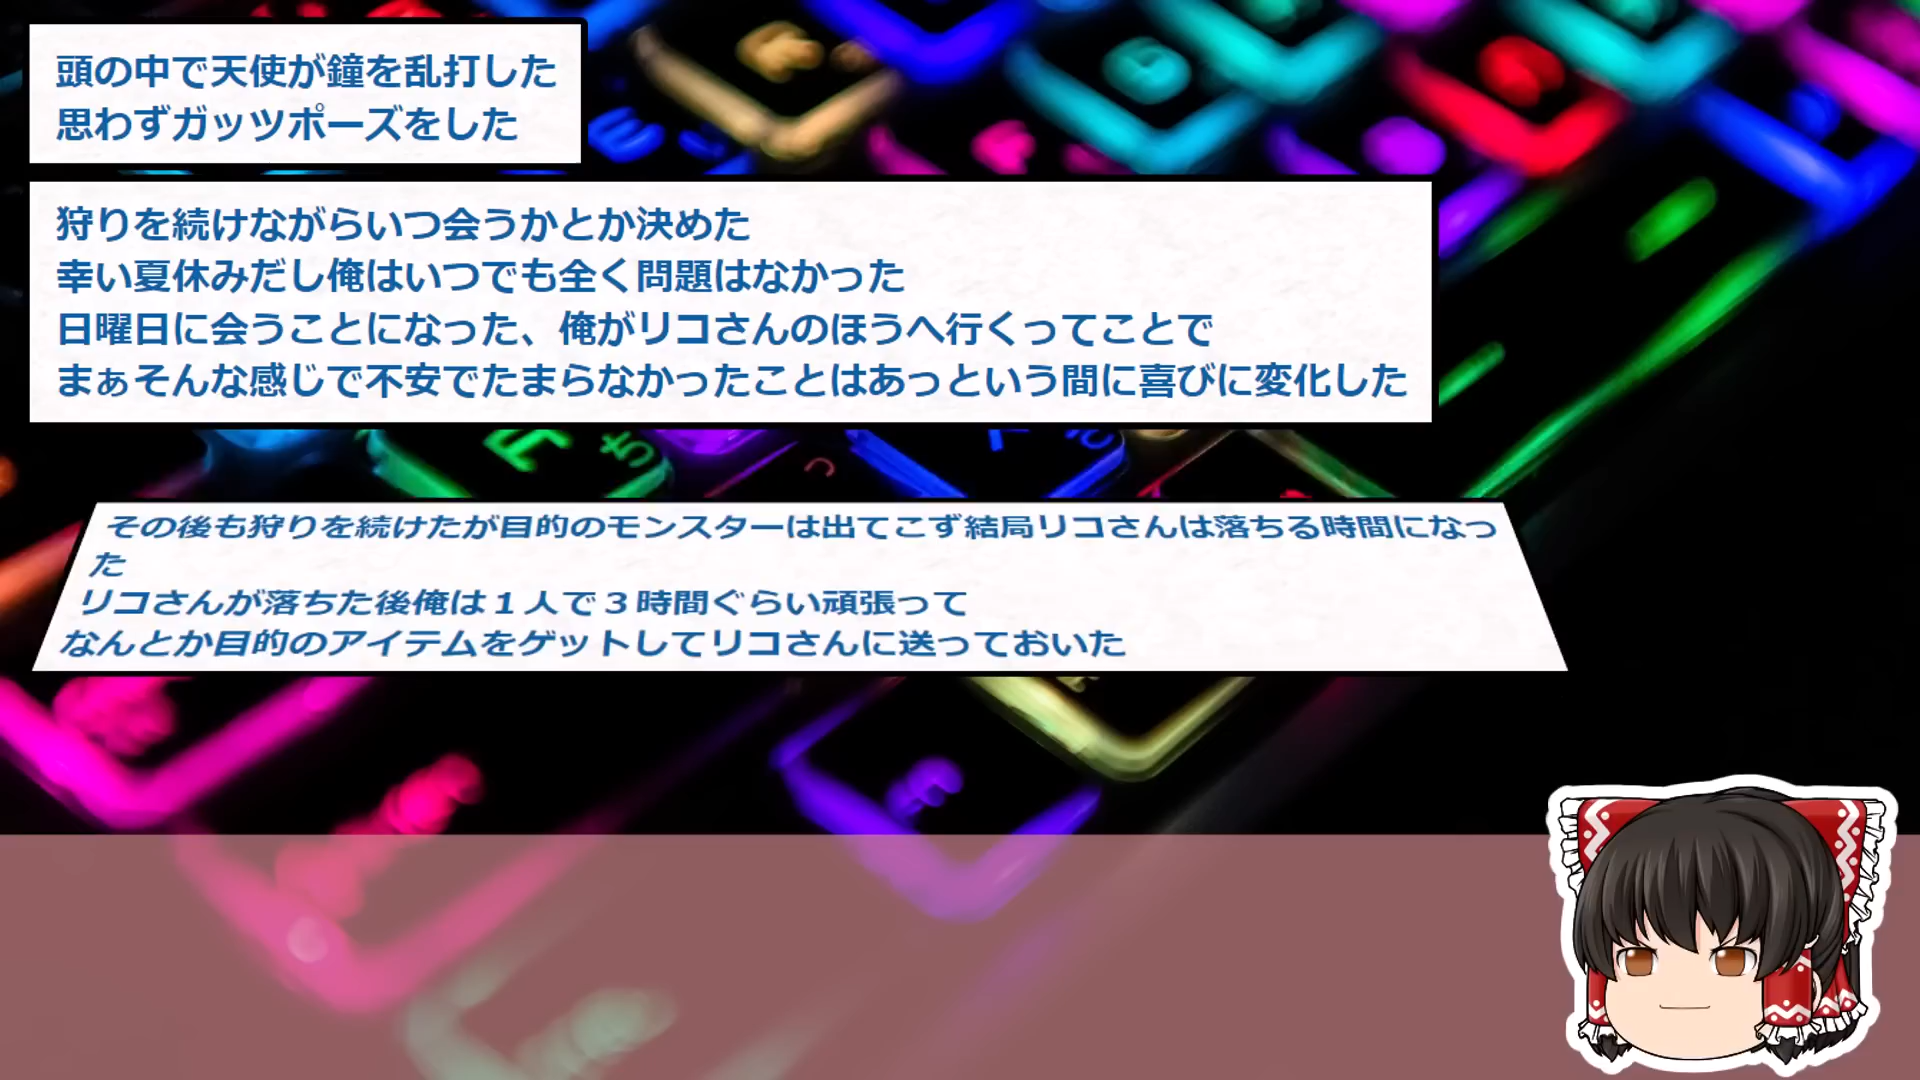 頭の中で天使が鐘を乱打した
思わずガッツポーズをした
狩りを続けながらいつ会うかとか決めた
幸い夏休みだし俺はいつでも全く問題はなかった
日曜日に会うことになった、俺がリコさんのほうへ行くってことで
まぁそんな感じで不安でたまらなかったことはあっという間に喜びに変化した
その後も狩りを続けたが目的のモンスターは出てこず結局リコさんは落ちる時間になっ
た
リコさんが落ちた後俺は１人で３時間ぐらい頑張って
なんとか目的のアイテムをゲットしてリコさんに送っておいた